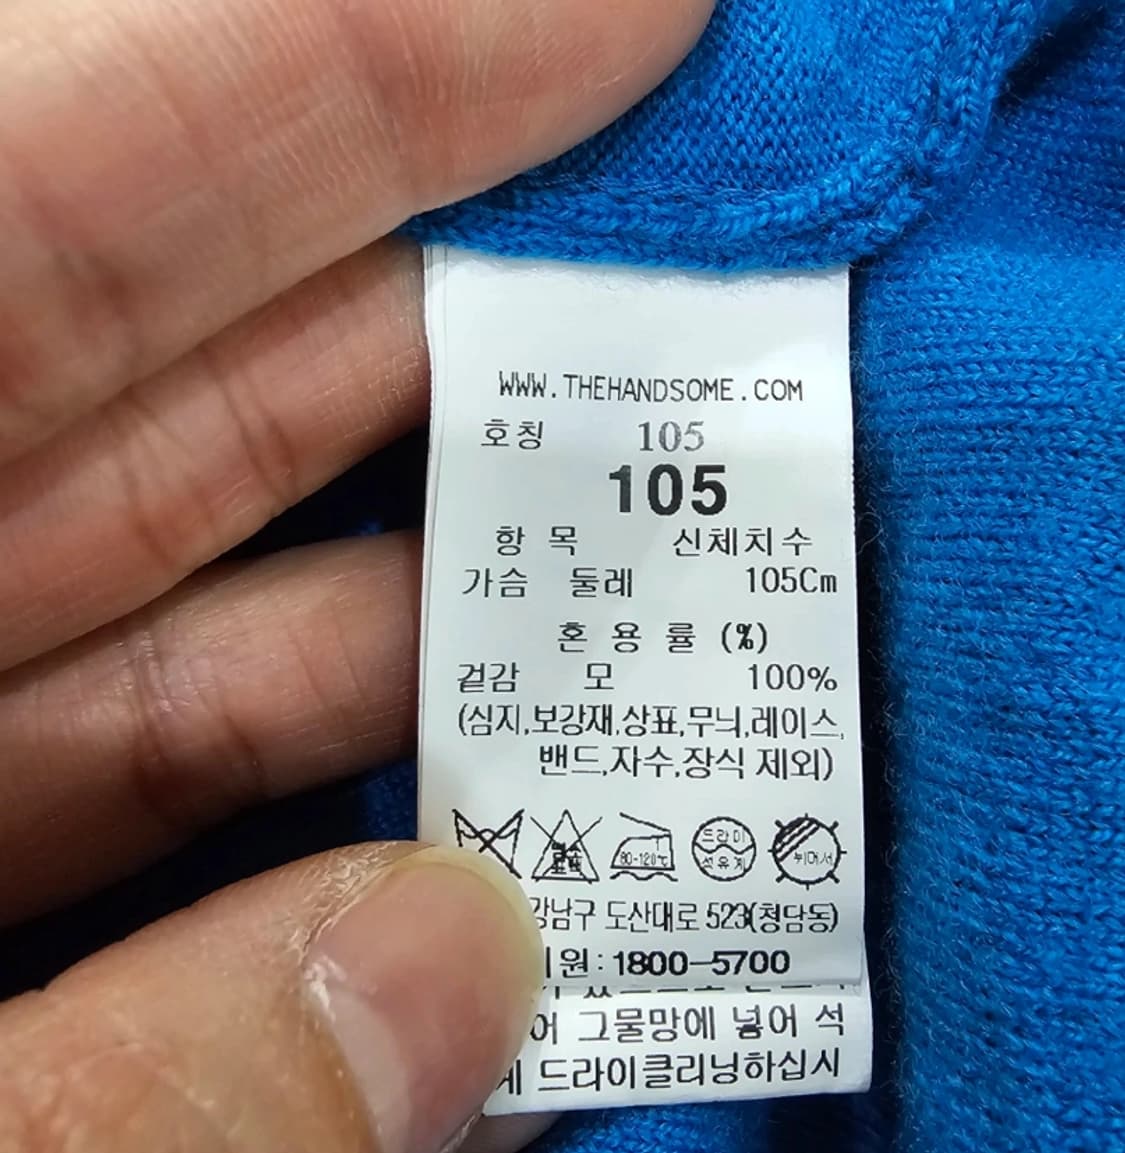 WWW.THEHANDSOME.COM
호칭 105
105
항 목 신체치수
가슴 둘레 105Cm
혼 용 률 (%)
겉감 모 100%
(심지,보강재,상표,무늬,레이스,
밴드,자수,장식 제외)
80-120℃ 드라이 석유계 뉘어서
강남구 도산대로 523(청담동)
원:1800-5700
어 그물망에 넣어 석
계 드라이클리닝하십시